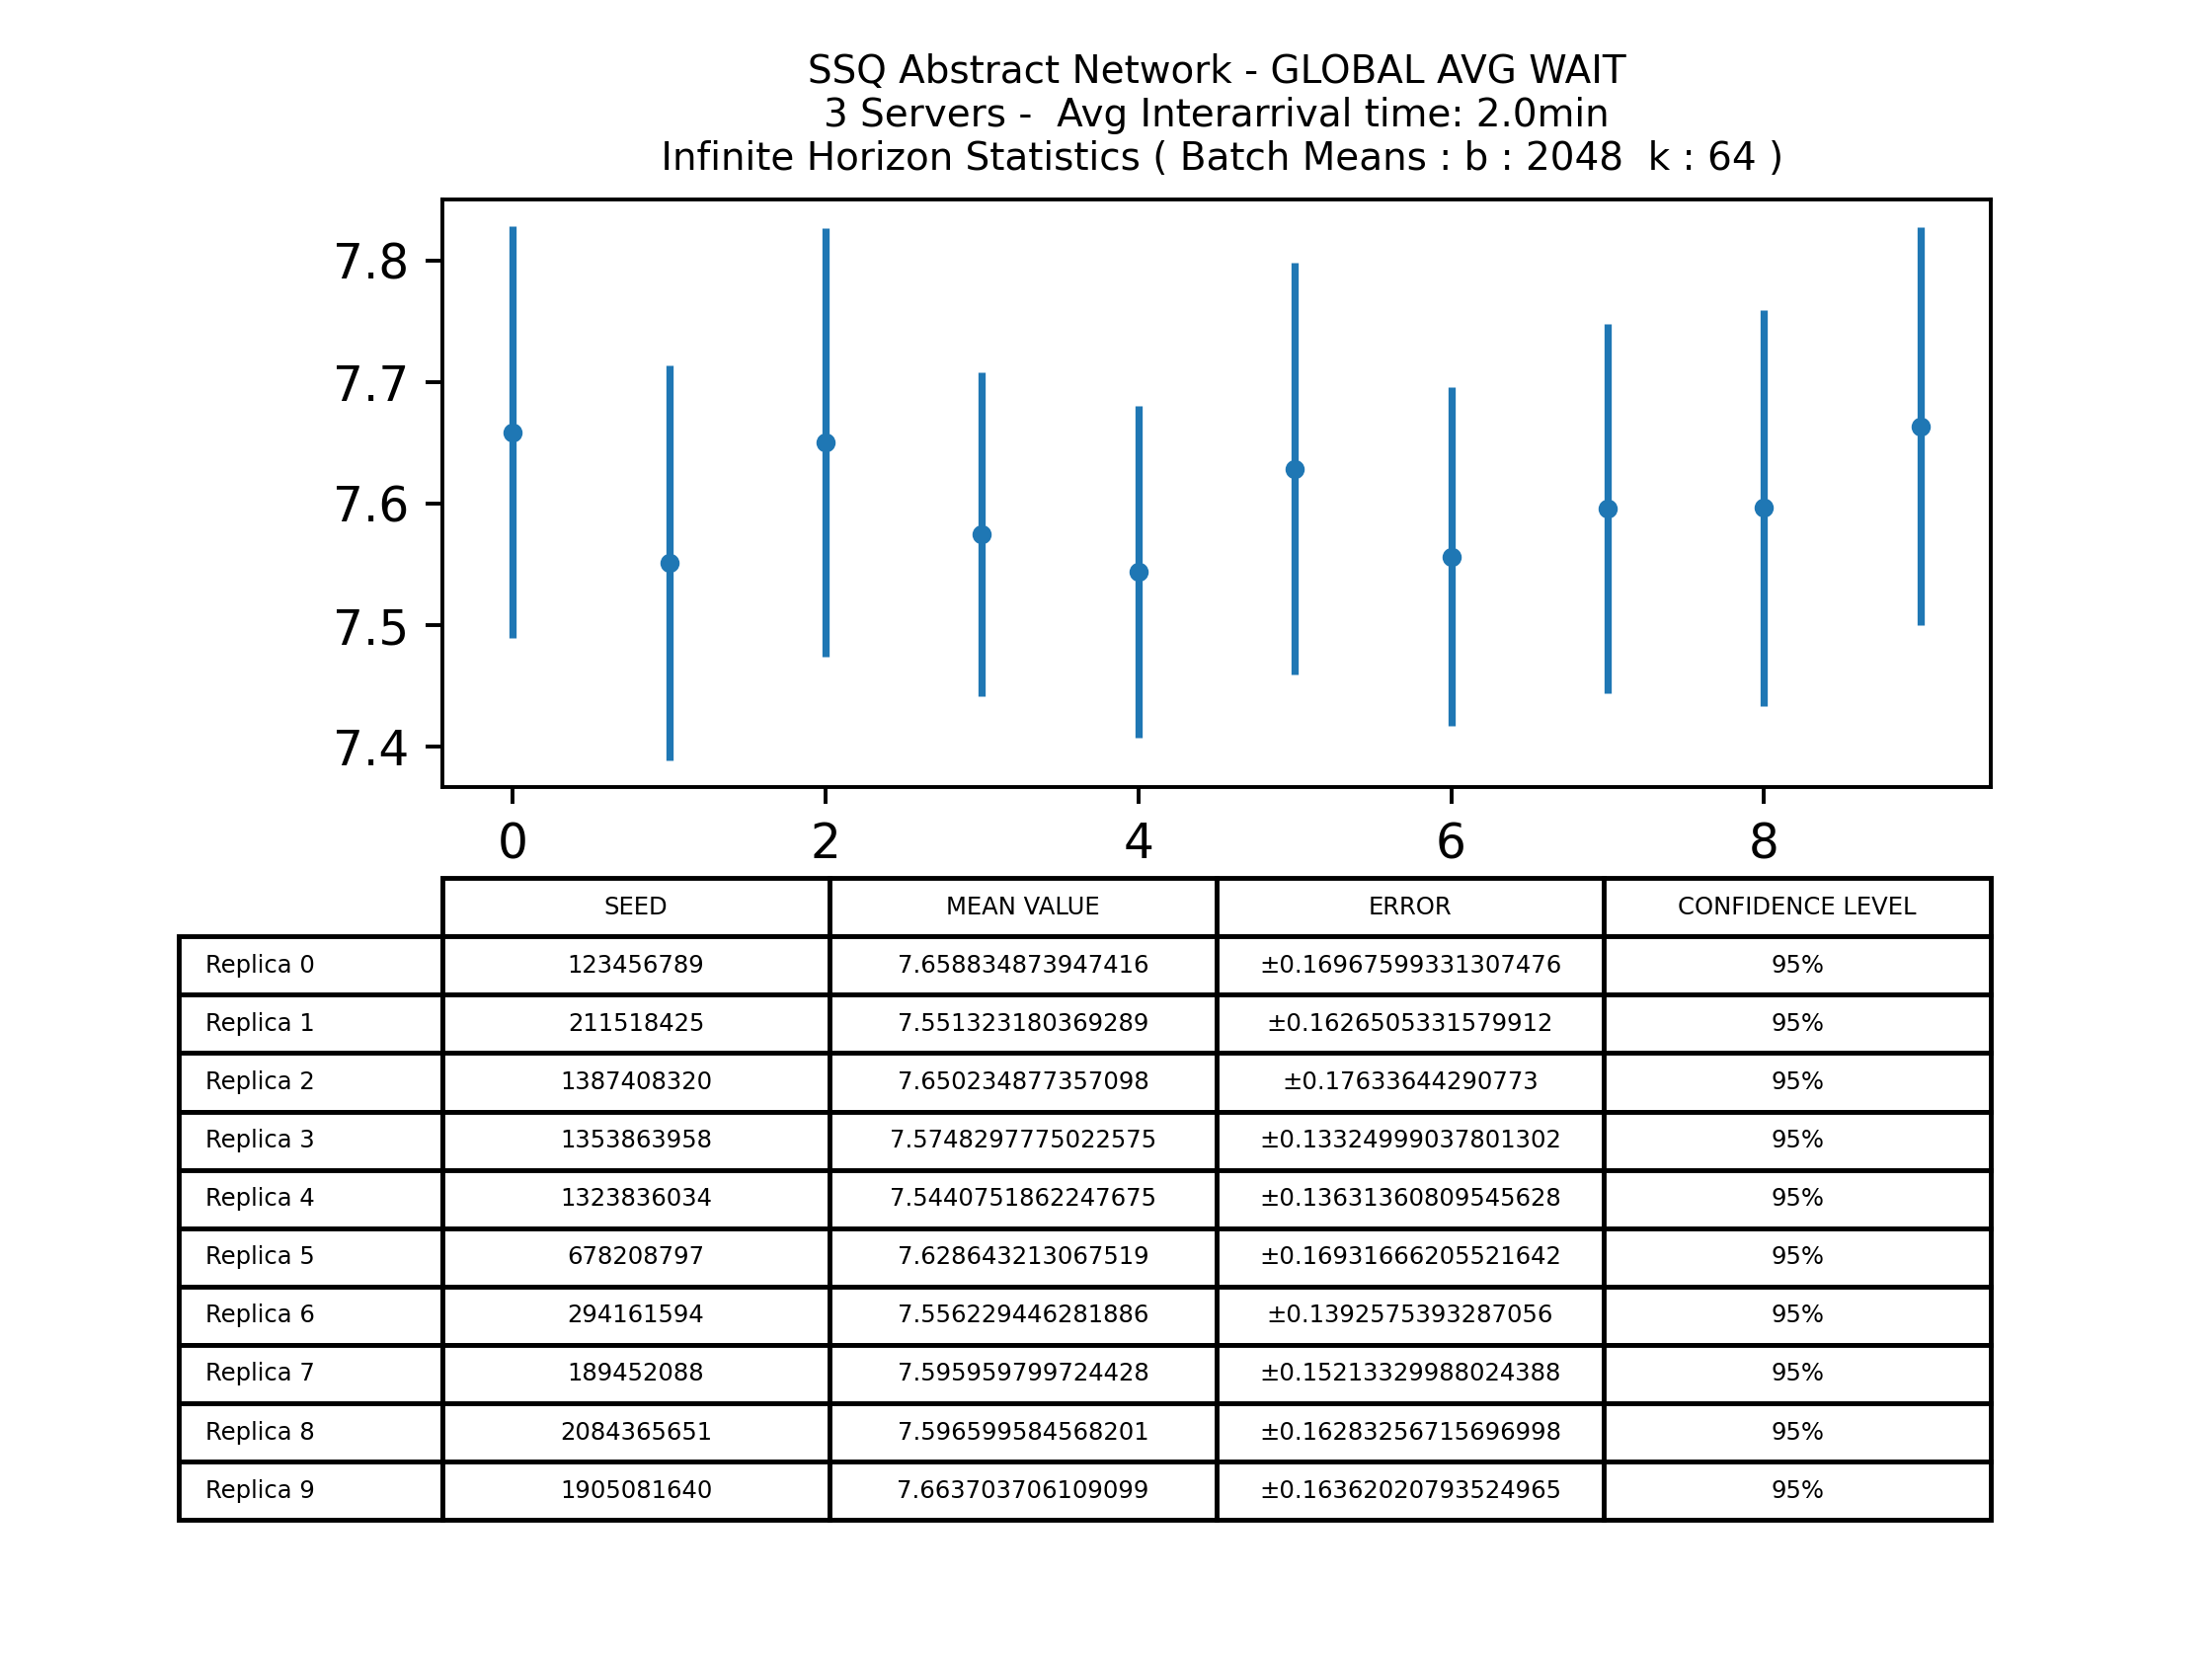 SSQ Abstract Network - GLOBAL AVG WAIT
3 Servers -  Avg Interarrival time: 2.0min
Infinite Horizon Statistics ( Batch Means : b : 2048  k : 64 )
7.8
7.7
7.6
7.5
7.4
0 2 4 6 8
SEED MEAN VALUE ERROR CONFIDENCE LEVEL
Replica 0 123456789 7.658834873947416 ±0.16967599331307476 95%
Replica 1 211518425 7.551323180369289 ±0.1626505331579912 95%
Replica 2 1387408320 7.650234877357098 ±0.17633644290773 95%
Replica 3 1353863958 7.5748297775022575 ±0.13324999037801302 95%
Replica 4 1323836034 7.5440751862247675 ±0.13631360809545628 95%
Replica 5 678208797 7.628643213067519 ±0.16931666205521642 95%
Replica 6 294161594 7.556229446281886 ±0.1392575393287056 95%
Replica 7 189452088 7.595959799724428 ±0.15213329988024388 95%
Replica 8 2084365651 7.596599584568201 ±0.16283256715696998 95%
Replica 9 1905081640 7.663703706109099 ±0.16362020793524965 95%